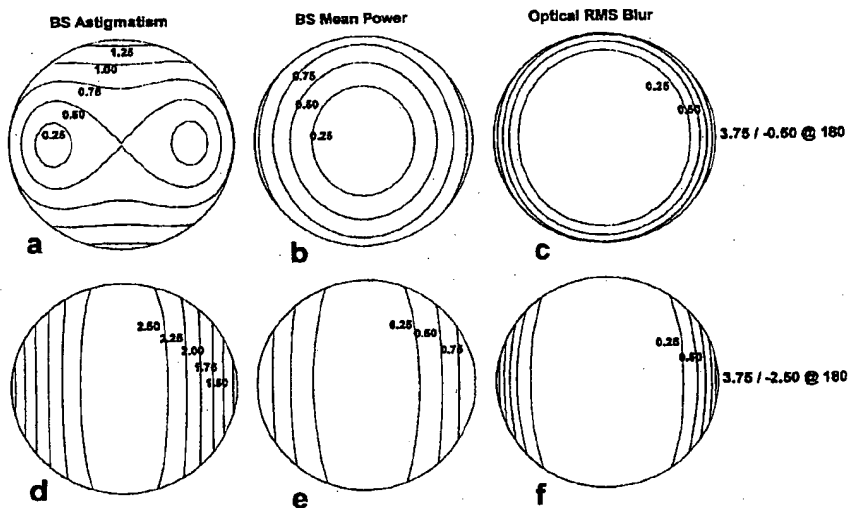 BS Astigmatism
BS Mean Power
Optical RMS Blur
1.25
1.00
0.75
0.50
0.25
0.75
0.50
0.25
0.25
0.50
3.75 / -0.50 @ 180
a
b
c
2.50
2.25
2.00
1.75
1.50
0.25
0.50
0.75
0.25
0.50
3.75 / -2.50 @ 180
d
e
f